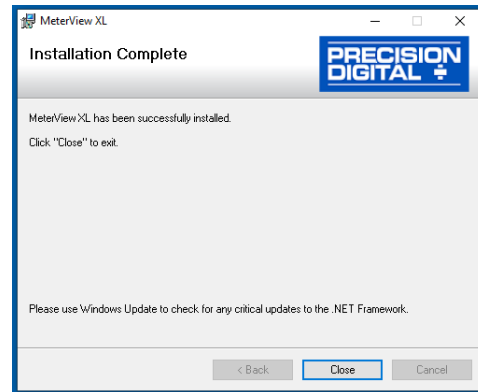 MeterView XL
Installation Complete
PRECISION
DIGITAL
MeterView XL has been successfully installed.
Click "Close" to exit.
Please use Windows Update to check for any critical updates to the .NET Framework.
< Back
Close
Cancel